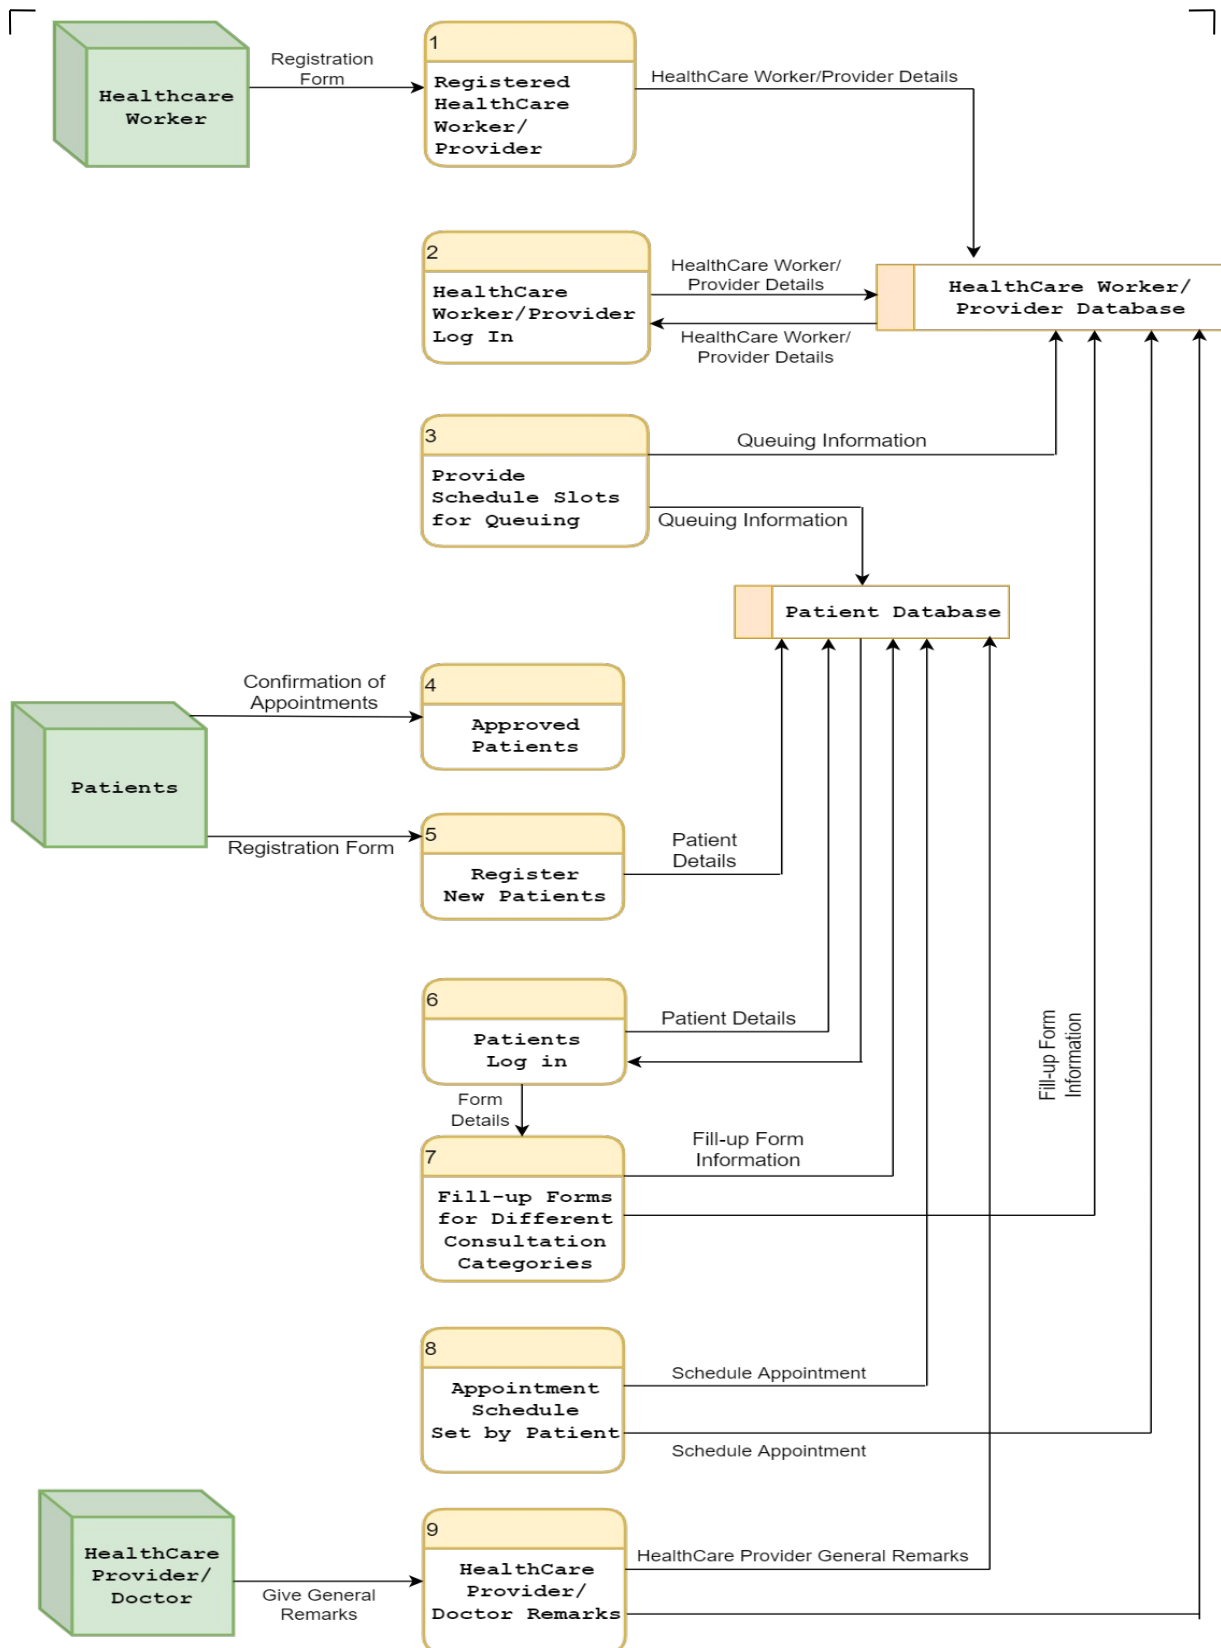 Healthcare
Worker
Registration
Form
1
Registered
HealthCare
Worker/
Provider
HealthCare Worker/Provider Details
2
HealthCare
Worker/Provider
Log In
HealthCare Worker/
Provider Details
HealthCare Worker/
Provider Details
HealthCare Worker/
Provider Database
3
Provide
Schedule Slots
for Queuing
Queuing Information
Queuing Information
Patient Database
Patients
Confirmation of
Appointments
4
Approved
Patients
Registration Form
5
Register
New Patients
Patient
Details
6
Patients
Log in
Patient Details
Form
Details
7
Fill-up Forms
for Different
Consultation
Categories
Fill-up Form
Information
Fill-up Form
Information
8
Appointment
Schedule
Set by Patient
Schedule Appointment
Schedule Appointment
HealthCare
Provider/
Doctor
Give General
Remarks
9
HealthCare
Provider/
Doctor Remarks
HealthCare Provider General Remarks